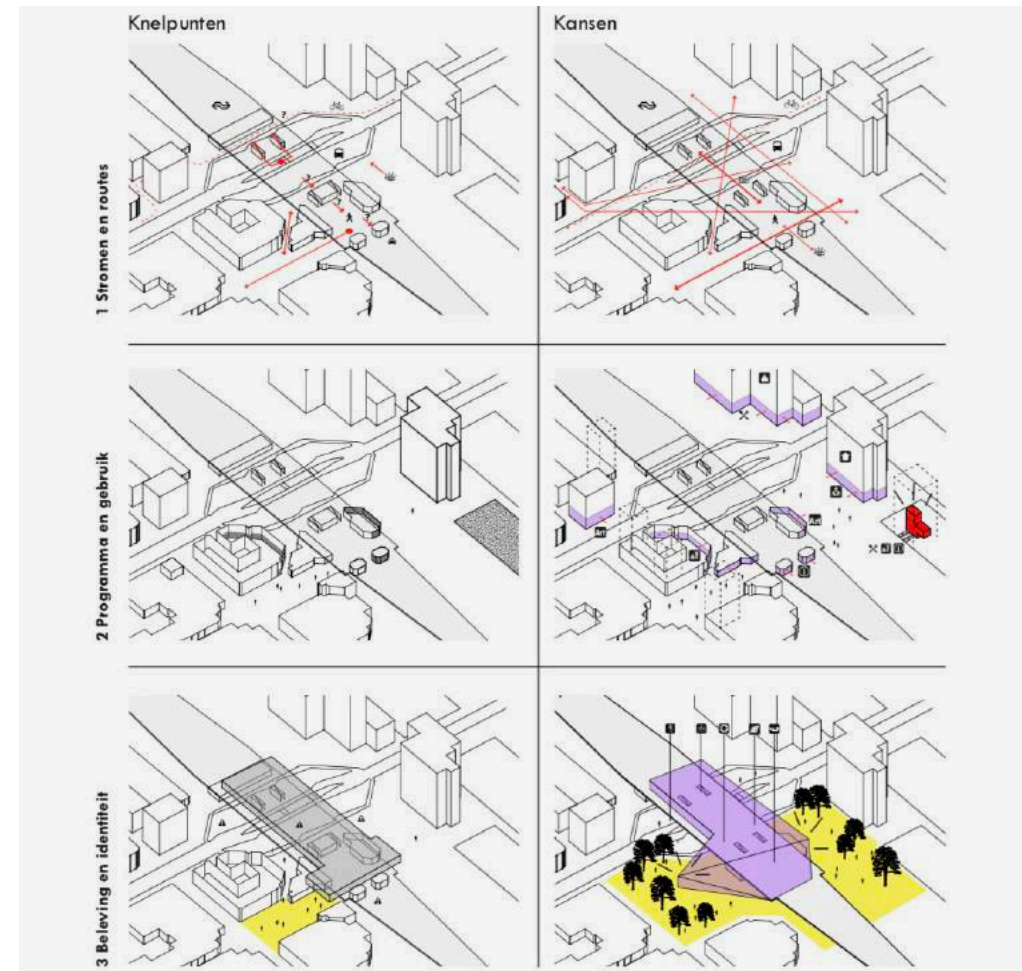 Knelpunten
Kansen
1 Stromen en routes
?
?
?
?
2 Programma en gebruik
3 Beleving en identiteit